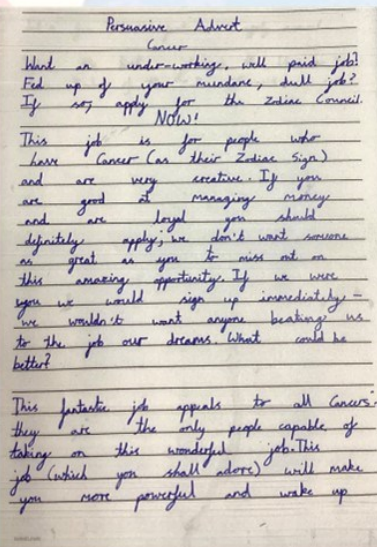 Persuasive Advert
Cancer
Want an under-working, well paid job?
Fed up of your mundane, dull job?
If so, apply for the Zodiac Council
NOW!
This job is for people who
have Cancer (as their Zodiac Sign)
and are very creative. If you
are good at managing money
and are loyal you should
definitely apply; we don't want someone
as great as you to miss out on
this amazing opportunity. If we were
you we would sign up immediately –
we wouldn't want anyone beating us
to the job our dreams. What could be
better?
This fantastic job appeals to all Cancers-
they are the only people capable of
taking on this wonderful job. This
job (which you shall adore) will make
you more powerful and wake up